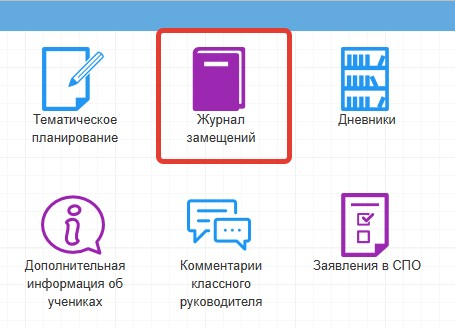 Тематическое
планирование
Журнал
замещений
Дневники
Дополнительная
информация об
учениках
Комментарии
классного
руководителя
Заявления в СПО